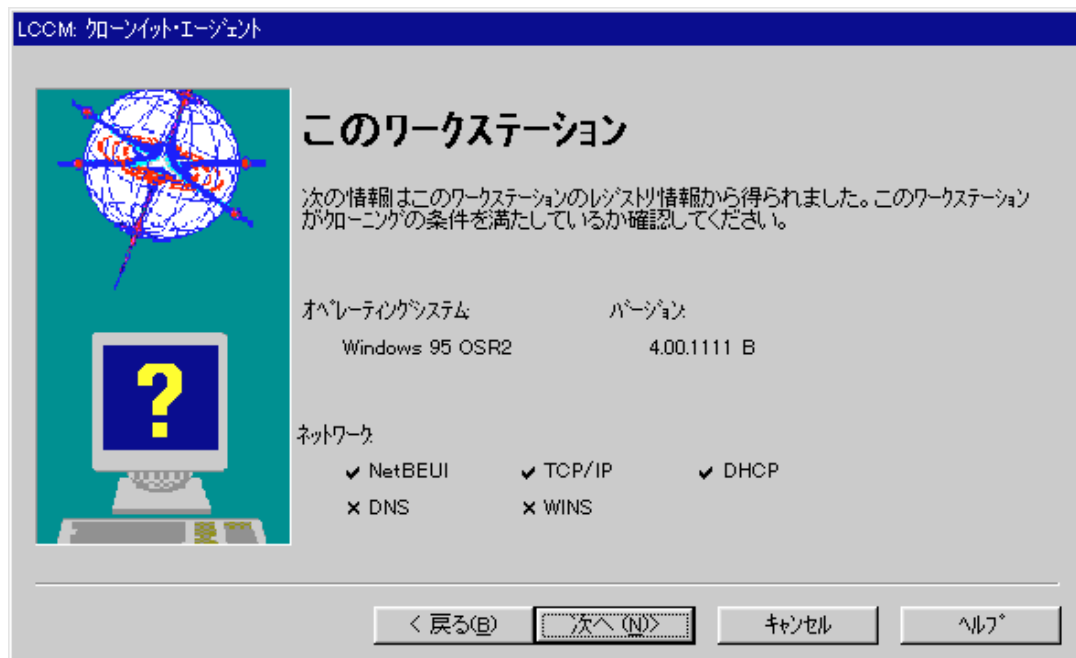 LCCM: クローンイット・エージェント
このワークステーション
次の情報はこのワークステーションのレジストリ情報から得られました。このワークステーション
がクローニングの条件を満たしているか確認してください。
オペレーティングシステム: バージョン:
Windows 95 OSR2 4.00.1111 B
ネットワーク:
✔ NetBEUI ✔ TCP/IP ✔ DHCP
✕ DNS ✕ WINS
?
< 戻る(B) 次へ(N)> キャンセル ヘルプ